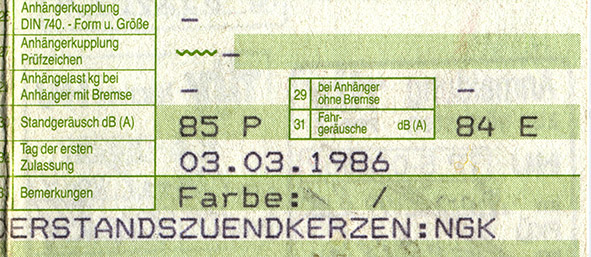 Anhängerkupplung
DIN 740. - Form u. Größe –
Anhängerkupplung
Prüfzeichen –
Anhängelast kg bei
Anhänger mit Bremse – 29 bei Anhänger
ohne Bremse –
Standgeräusch dB (A) 85 P 31 Fahr-
geräusche dB (A) 84 E
Tag der ersten
Zulassung 03.03.1986
Bemerkungen Farbe: /
ERSTANDSZUENDKERZEN:NGK